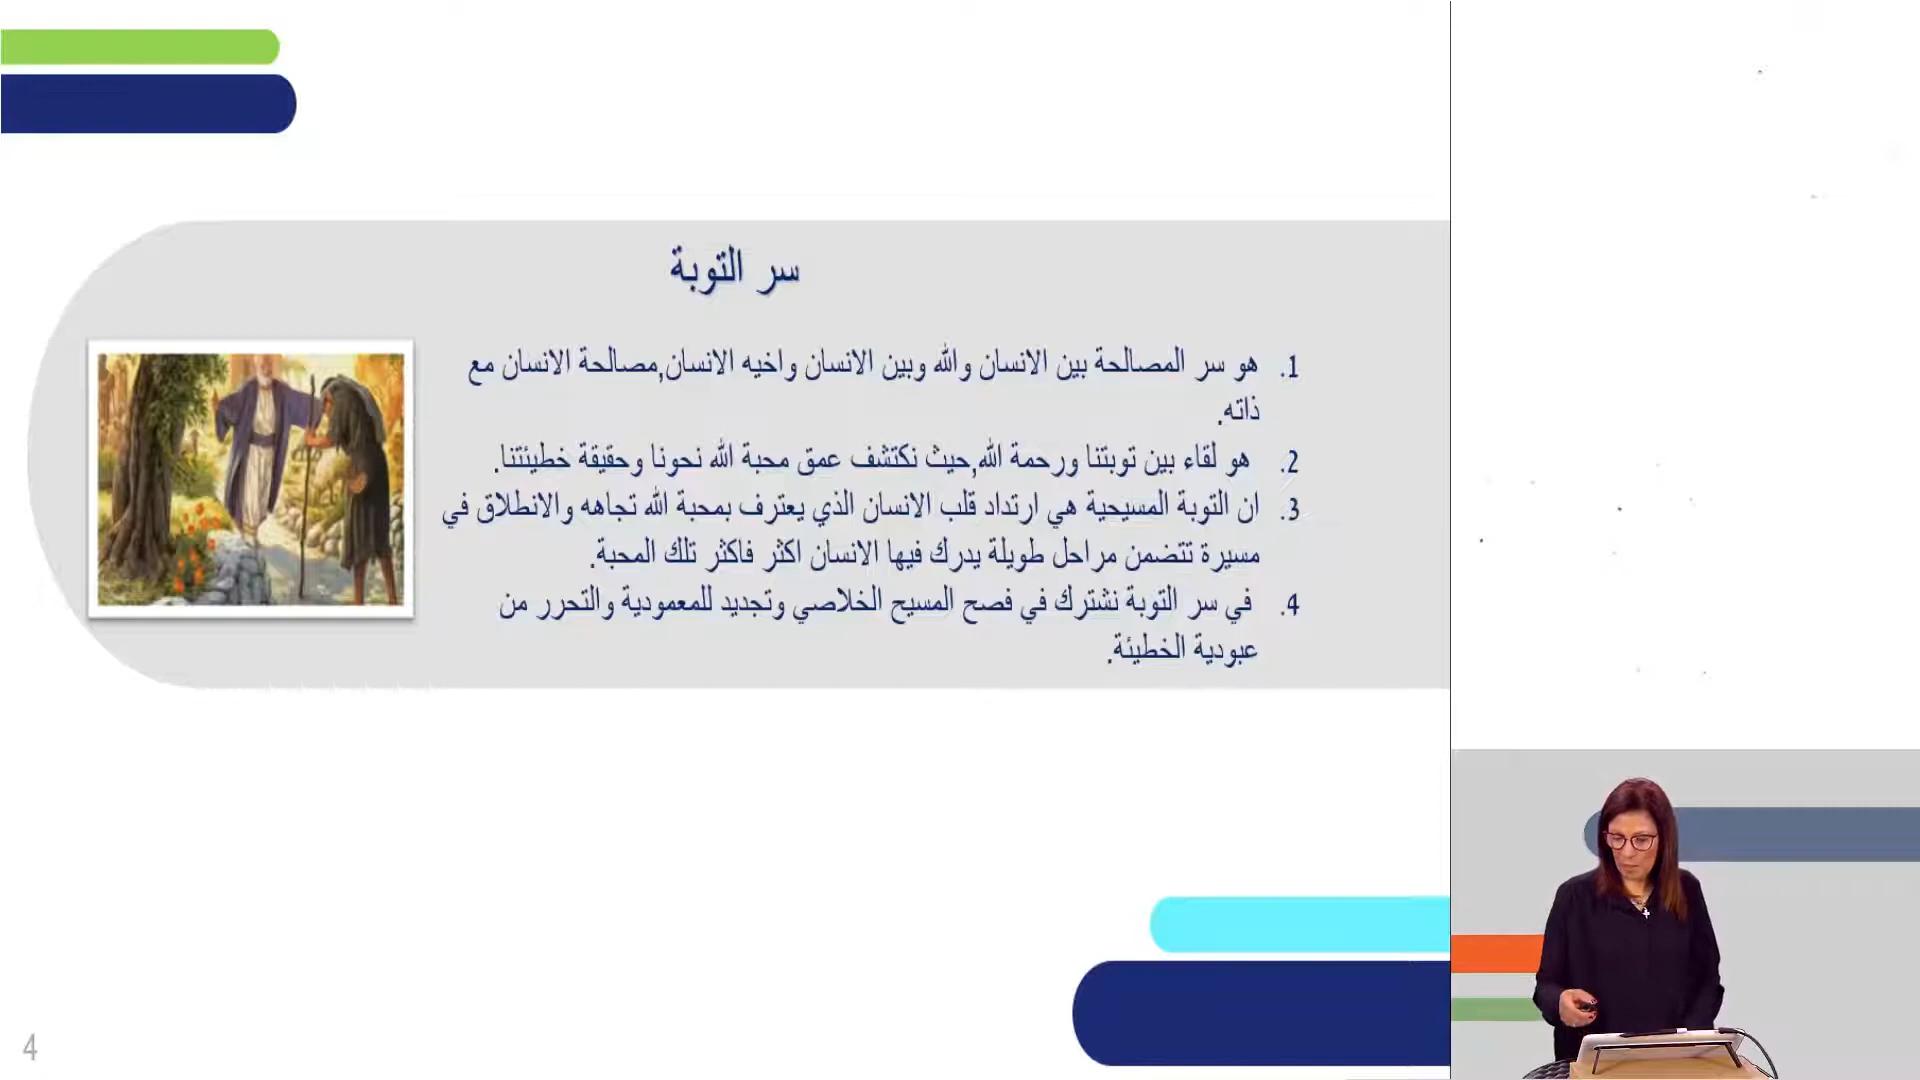 سر التوبة
1. هو سر المصالحة بين الانسان والله وبين الانسان واخيه الانسان,مصالحة الانسان مع
ذاته.
2. هو لقاء بين توبتنا ورحمة الله,حيث نكتشف عمق محبة الله نحونا وحقيقة خطيئتنا.
3. ان التوبة المسيحية هي ارتداد قلب الانسان الذي يعترف بمحبة الله تجاهه والانطلاق في
مسيرة تتضمن مراحل طويلة يدرك فيها الانسان اكثر فاكثر تلك المحبة.
4. في سر التوبة نشترك في فصح المسيح الخلاصي وتجديد للمعمودية والتحرر من
عبودية الخطيئة.
4